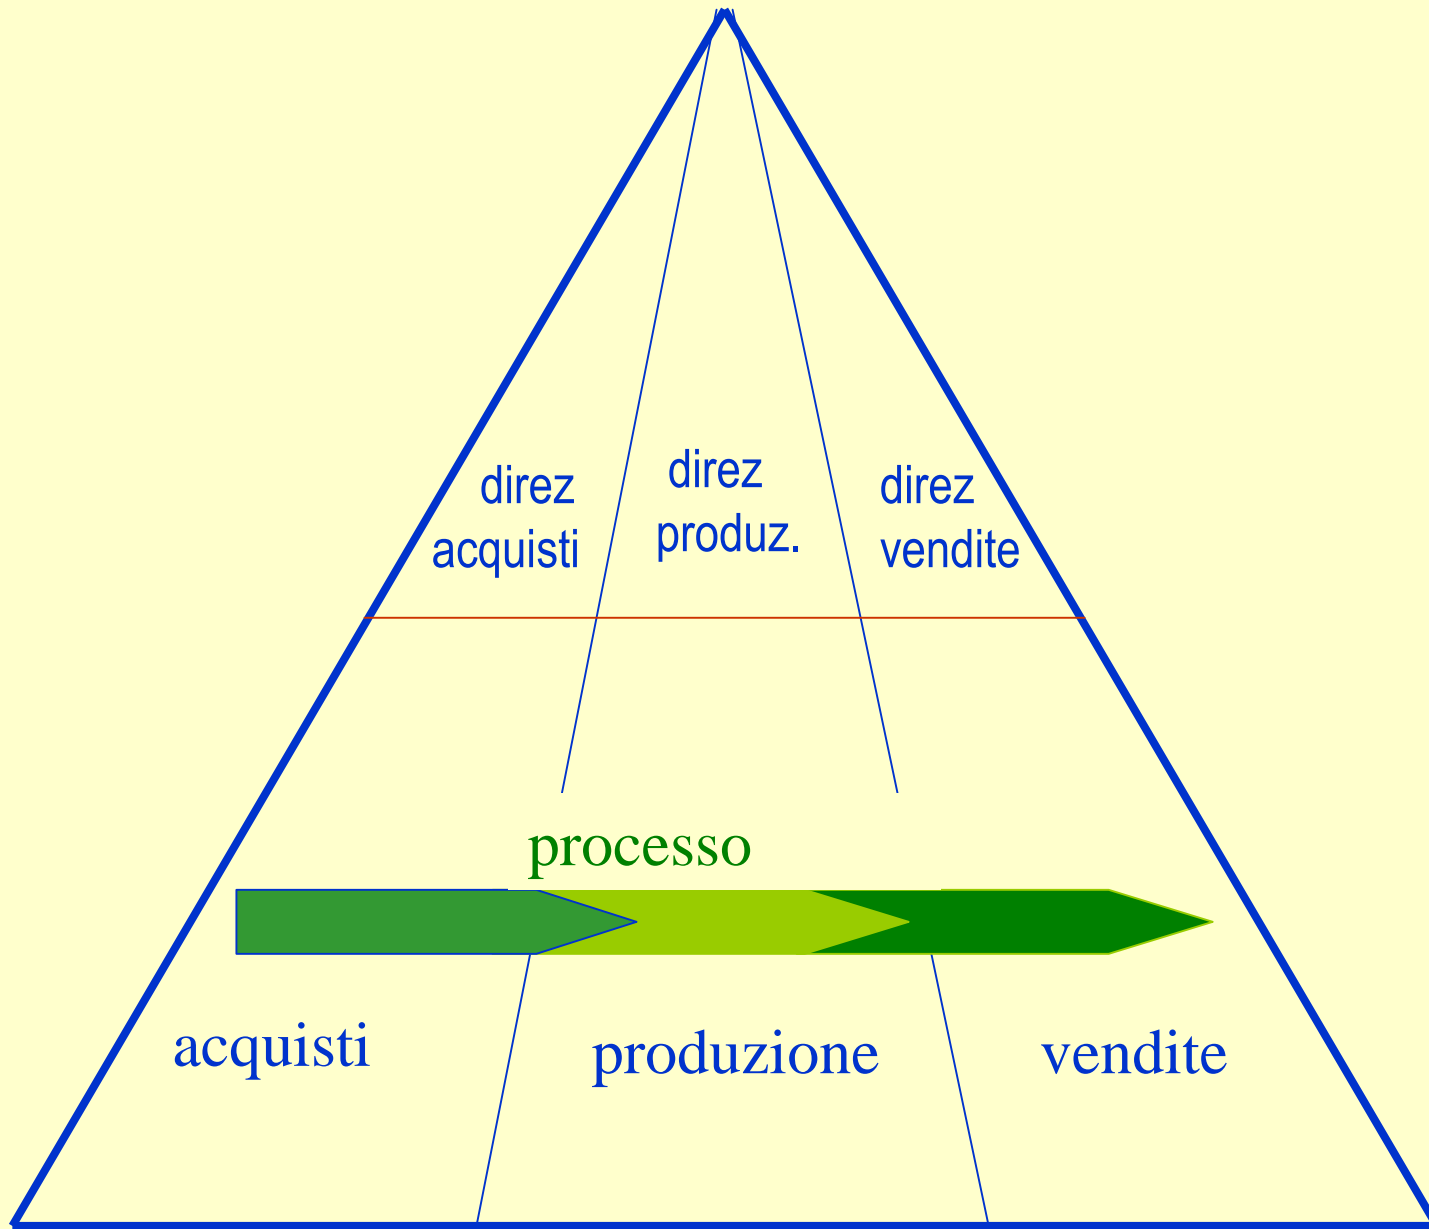 direz
acquisti
direz
produz.
direz
vendite
processo
acquisti
produzione
vendite